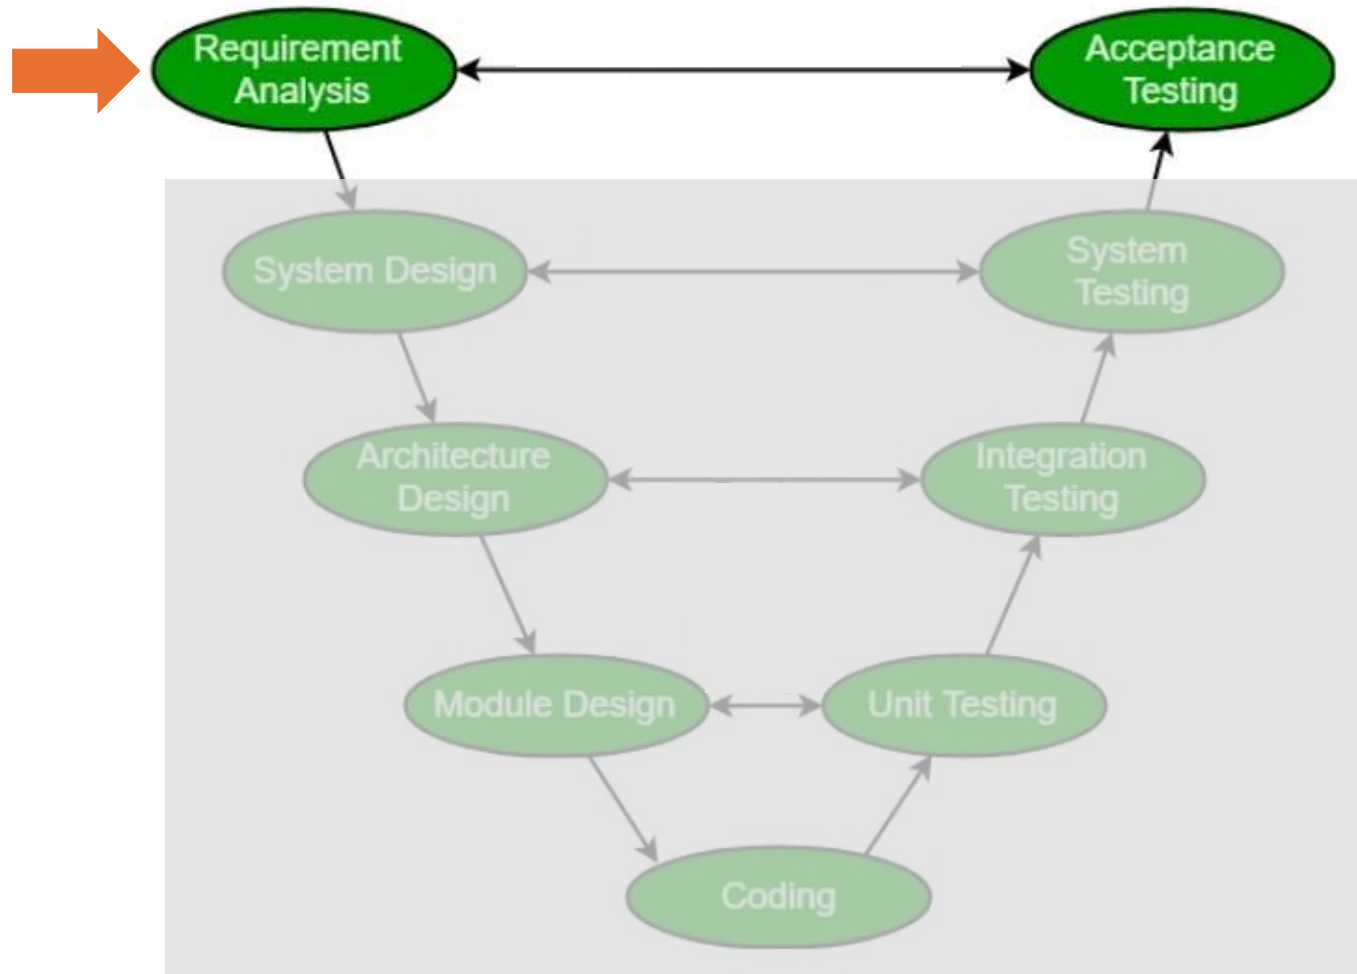 Requirement
Analysis
Acceptance
Testing
System Design
System
Testing
Architecture
Design
Integration
Testing
Module Design
Unit Testing
Coding